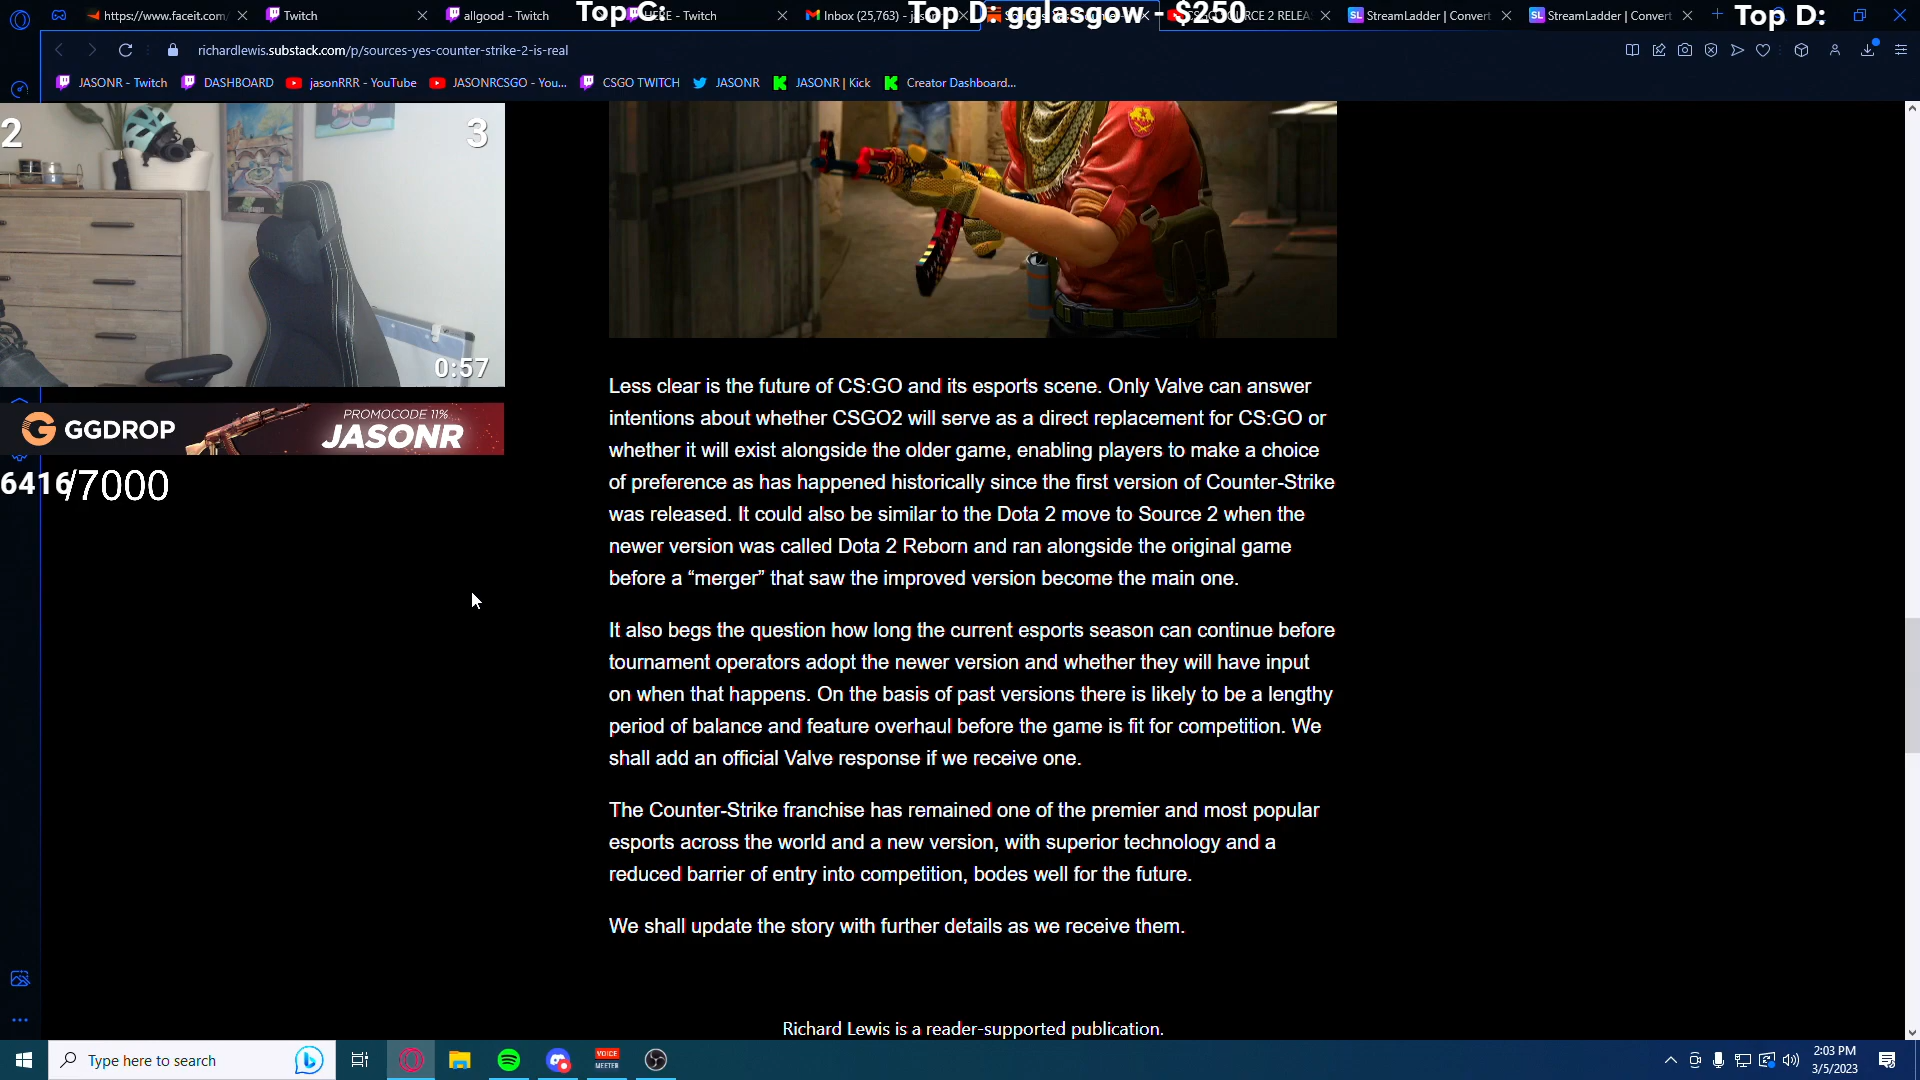 https://www.faceit.com/
Twitch
allgood - Twitch
Top C:
HERE - Twitch
Inbox (25,763) - jason
Top D: gglasgow - $250
CSGO SOURCE 2 RELEA
StreamLadder | Convert
StreamLadder | Convert
Top D:
richardlewis.substack.com/p/sources-yes-counter-strike-2-is-real
JASONR - Twitch
DASHBOARD
jasonRRR - YouTube
JASONRCSGO - You...
CSGO TWITCH
JASONR
JASONR | Kick
Creator Dashboard...
2
3
0:57
GGDROP
PROMOCODE 11%
JASONR
6416/7000
Less clear is the future of CS:GO and its esports scene. Only Valve can answer
intentions about whether CSGO2 will serve as a direct replacement for CS:GO or
whether it will exist alongside the older game, enabling players to make a choice
of preference as has happened historically since the first version of Counter-Strike
was released. It could also be similar to the Dota 2 move to Source 2 when the
newer version was called Dota 2 Reborn and ran alongside the original game
before a “merger” that saw the improved version become the main one.
It also begs the question how long the current esports season can continue before
tournament operators adopt the newer version and whether they will have input
on when that happens. On the basis of past versions there is likely to be a lengthy
period of balance and feature overhaul before the game is fit for competition. We
shall add an official Valve response if we receive one.
The Counter-Strike franchise has remained one of the premier and most popular
esports across the world and a new version, with superior technology and a
reduced barrier of entry into competition, bodes well for the future.
We shall update the story with further details as we receive them.
Richard Lewis is a reader-supported publication.
Type here to search
VOICE
MEETER
2:03 PM
3/5/2023